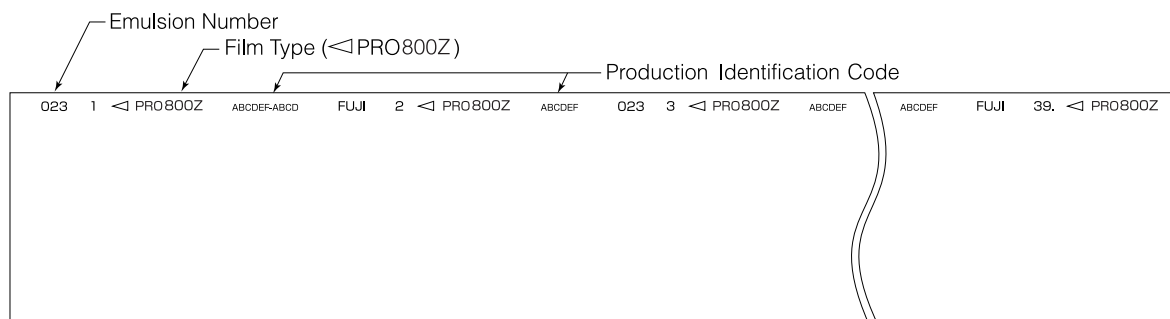 Emulsion Number
Film Type (◁ PRO800Z)
Production Identification Code
023 1 ◁ PRO800Z ABCDEF-ABCD FUJI 2 ◁ PRO800Z ABCDEF 023 3 ◁ PRO800Z ABCDEF ABCDEF FUJI 39. ◁ PRO800Z